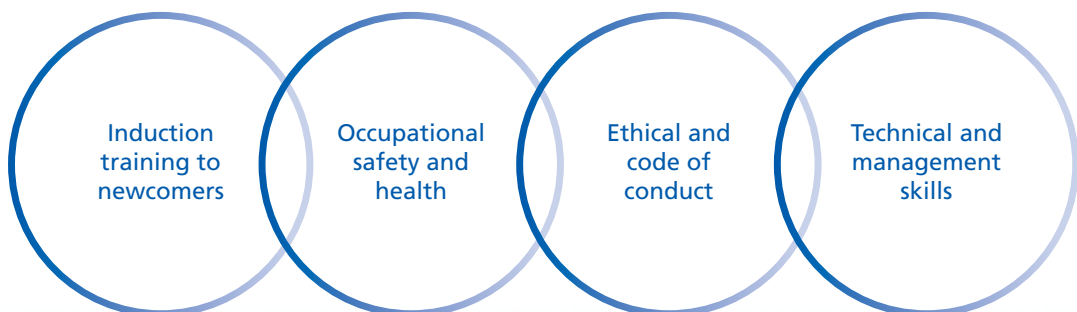 Induction
training to
newcomers
Occupational
safety and
health
Ethical and
code of
conduct
Technical and
management
skills